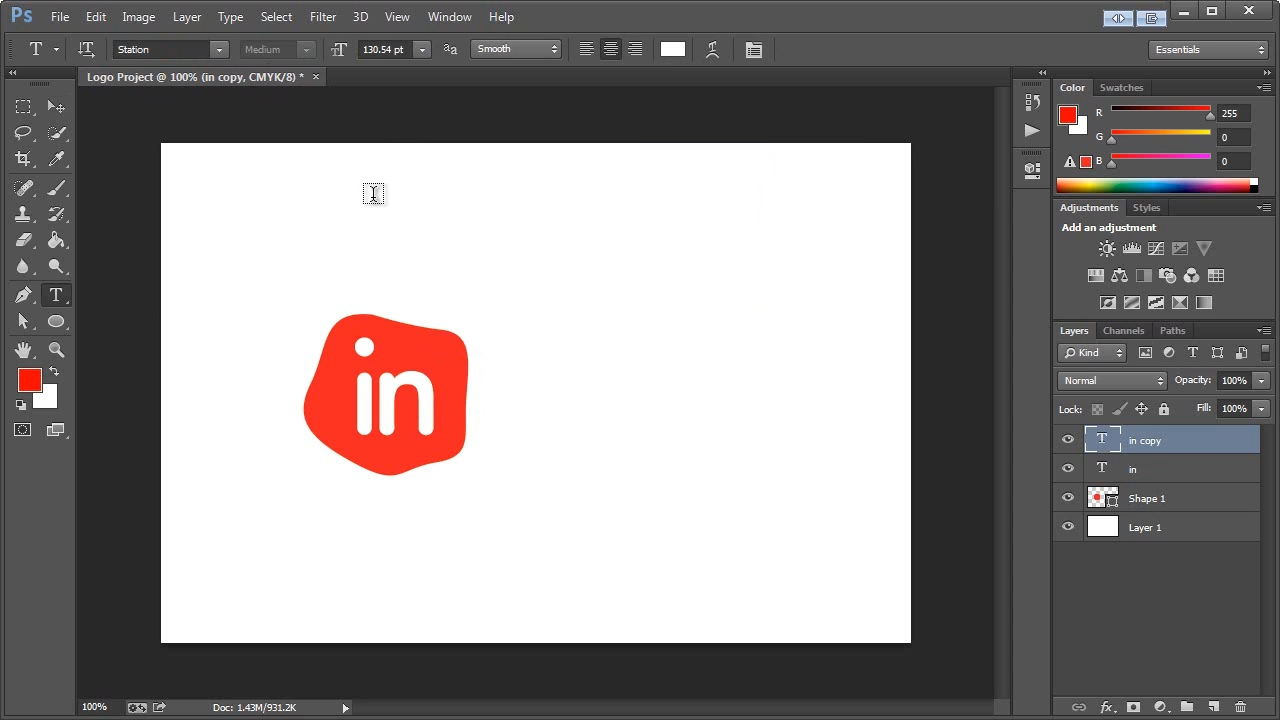 Ps File Edit Image Layer Type Select Filter 3D View Window Help
T Station Medium 130.54 pt aa Smooth Essentials
Logo Project @ 100% (in copy, CMYK/8) * ×
Color Swatches
R 255
G 0
B 0
Adjustments Styles
Add an adjustment
in
Layers Channels Paths
Kind
Normal Opacity: 100%
Lock: Fill: 100%
T in copy
T in
Shape 1
Layer 1
100% Doc: 1.43M/931.2K
fx